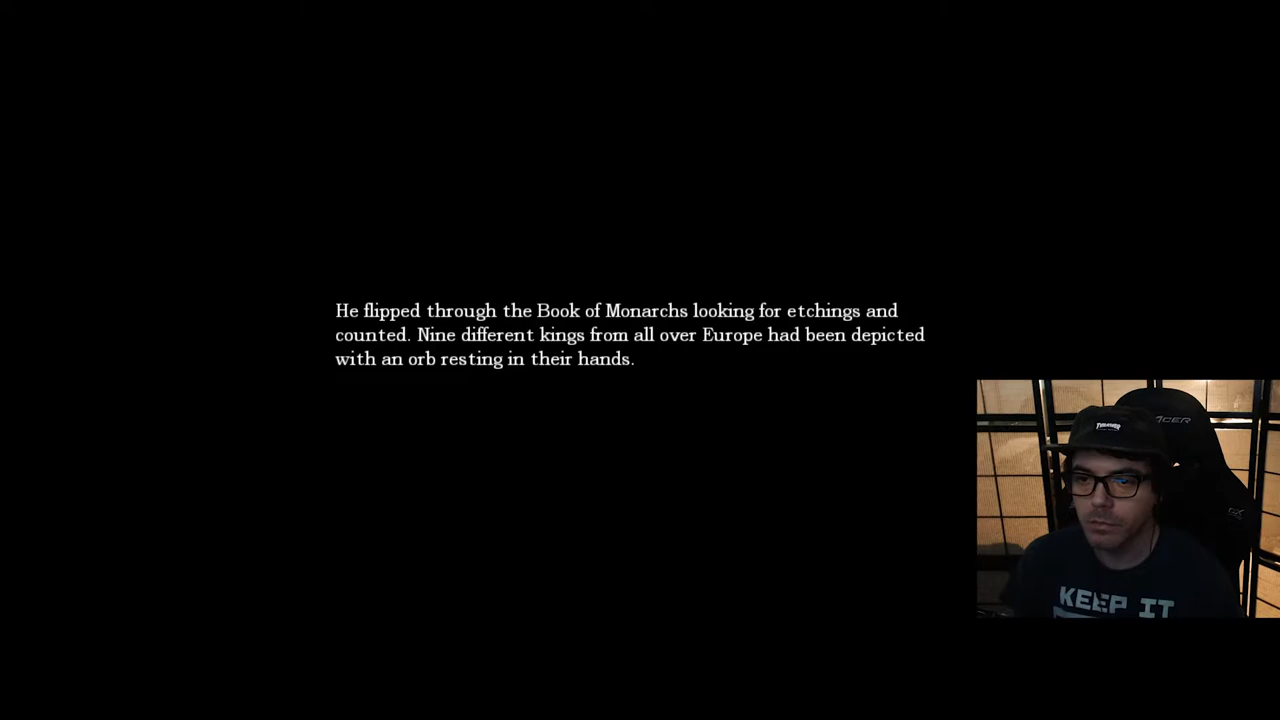 He flipped through the Book of Monarchs looking for etchings and
counted. Nine different kings from all over Europe had been depicted
with an orb resting in their hands.
THRASHER
KEEP IT